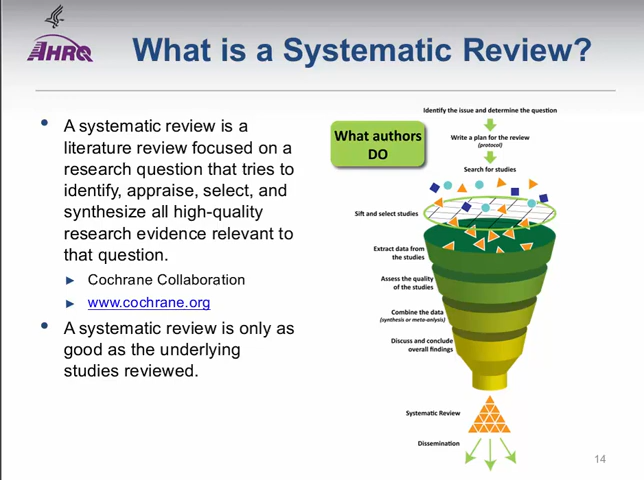 AHRQ
What is a Systematic Review?
• A systematic review is a
literature review focused on a
research question that tries to
identify, appraise, select, and
synthesize all high-quality
research evidence relevant to
that question.
► Cochrane Collaboration
► www.cochrane.org
• A systematic review is only as
good as the underlying
studies reviewed.
What authors
DO
Identify the issue and determine the question
Write a plan for the review
(protocol)
Search for studies
Sift and select studies
Extract data from
the studies
Assess the quality
of the studies
Combine the data
(synthesis or meta-anlysis)
Discuss and conclude
overall findings
Systematic Review
Dissemination
14